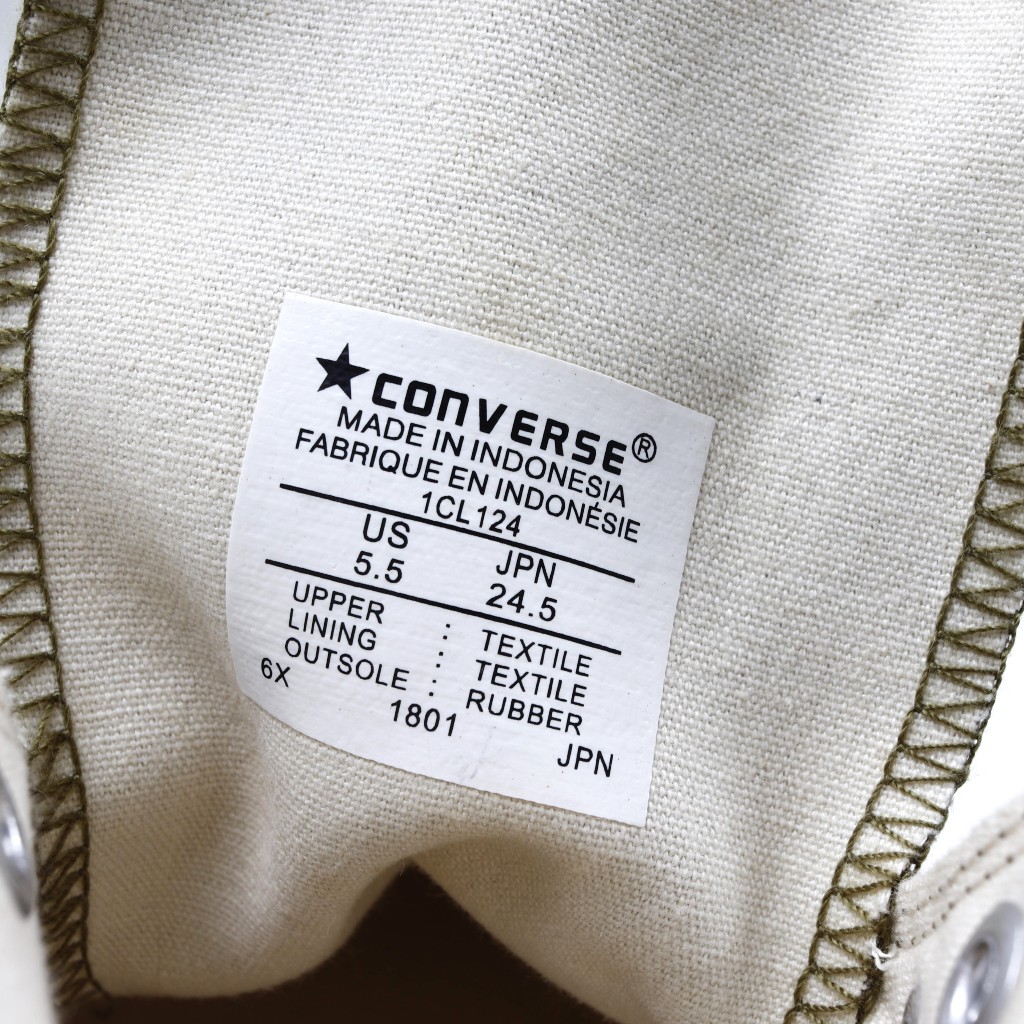 ★CONVERSE®
MADE IN INDONESIA
FABRIQUE EN INDONÉSIE
1CL124
US JPN
5.5 24.5
UPPER : TEXTILE
LINING : TEXTILE
OUTSOLE : RUBBER
6X 1801 JPN